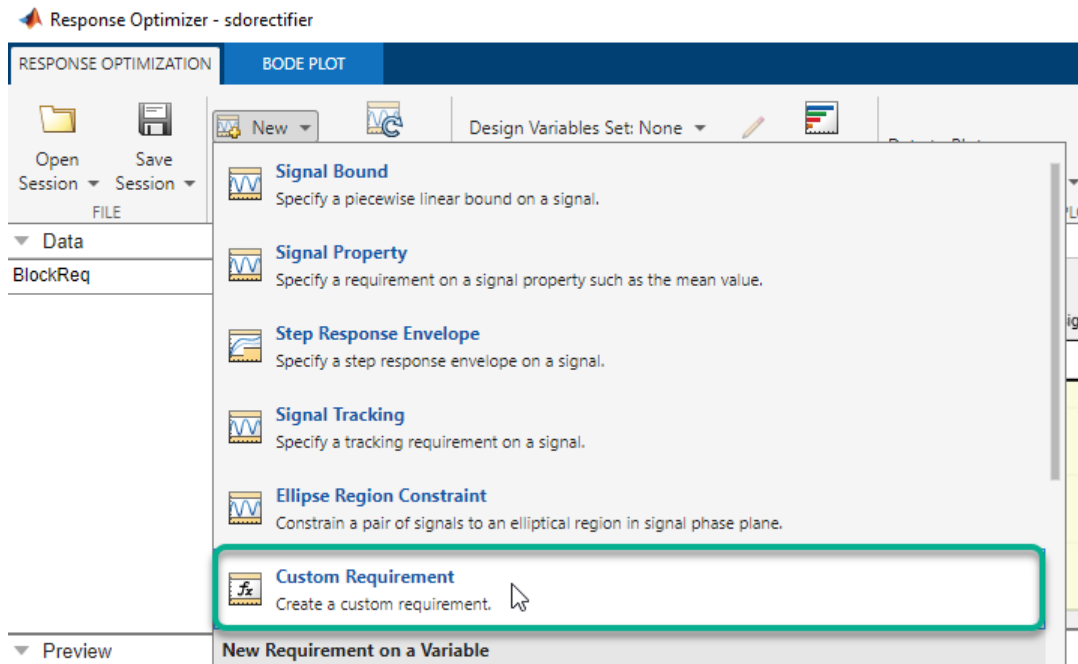 Response Optimizer - sdorectifier
RESPONSE OPTIMIZATION
BODE PLOT
Open
Session
Save
Session
FILE
New
Design Variables Set: None
Signal Bound
Specify a piecewise linear bound on a signal.
Signal Property
Specify a requirement on a signal property such as the mean value.
Step Response Envelope
Specify a step response envelope on a signal.
Signal Tracking
Specify a tracking requirement on a signal.
Ellipse Region Constraint
Constrain a pair of signals to an elliptical region in signal phase plane.
fx
Custom Requirement
Create a custom requirement.
New Requirement on a Variable
Data
BlockReq
Preview